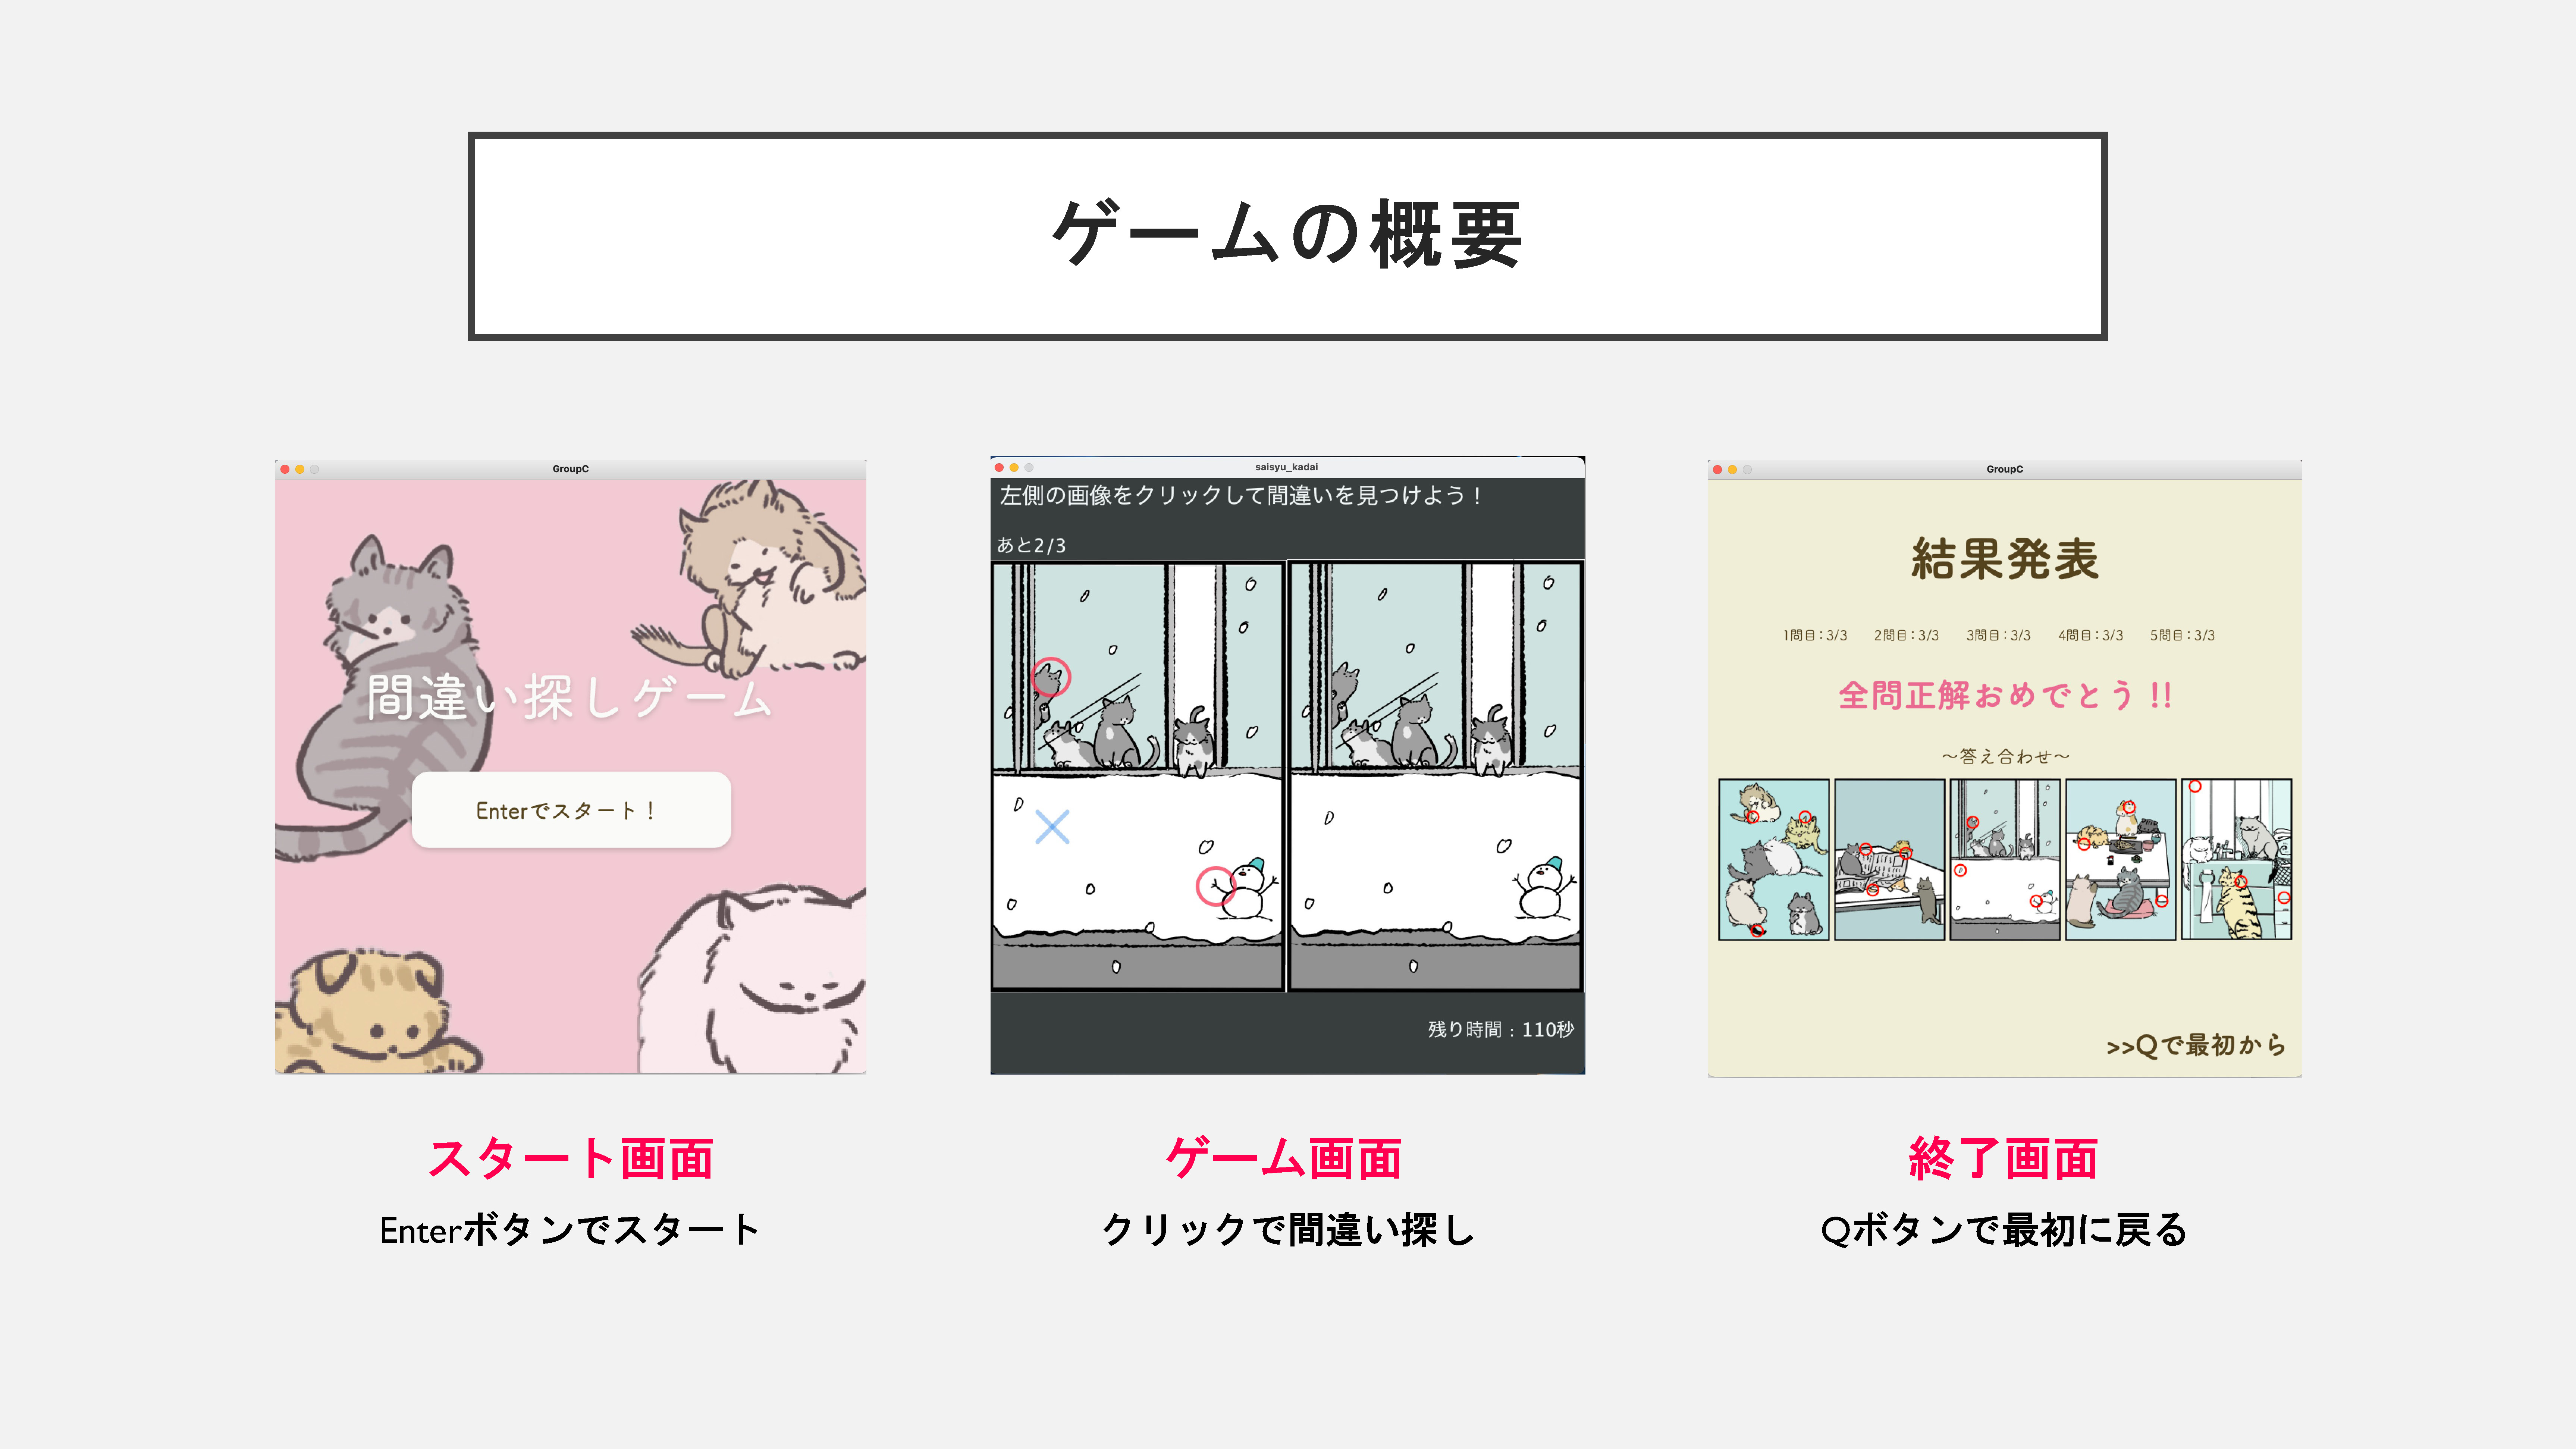 ゲームの概要
GroupC
間違い探しゲーム
Enterでスタート！
スタート画面
Enterボタンでスタート
saisyu_kadai
左側の画像をクリックして間違いを見つけよう！
あと2/3
残り時間：110秒
ゲーム画面
クリックで間違い探し
GroupC
結果発表
1問目：3/3 2問目：3/3 3問目：3/3 4問目：3/3 5問目：3/3
全問正解おめでとう !!
～答え合わせ～
>>Qで最初から
終了画面
Qボタンで最初に戻る